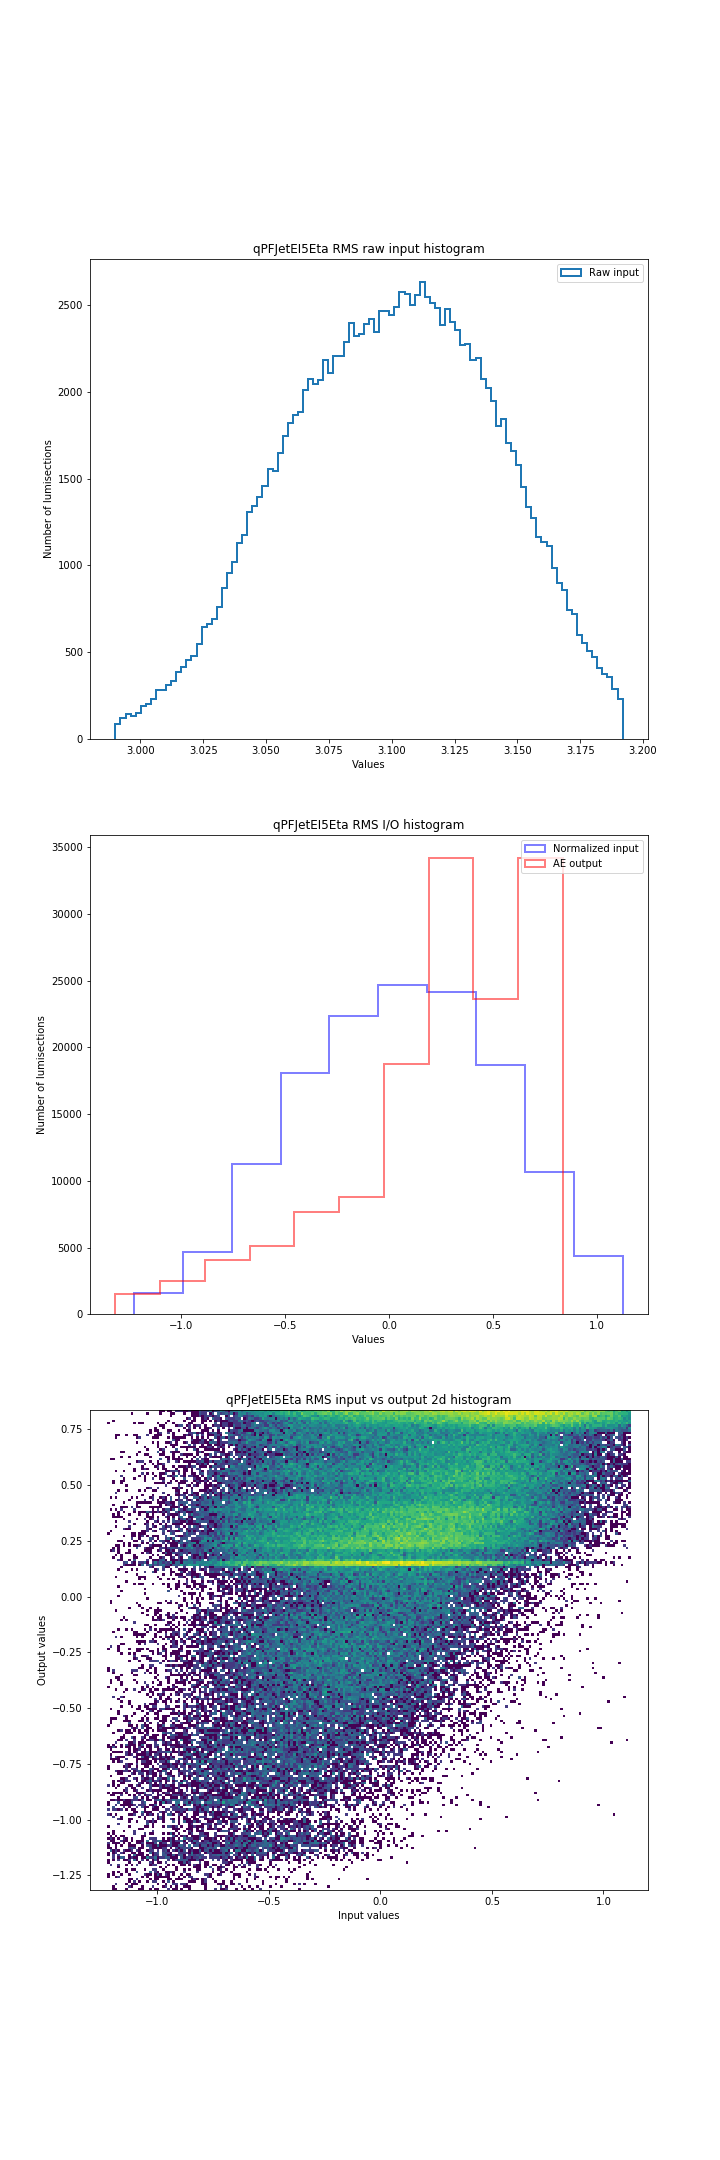 qPFJetEI5Eta RMS raw input histogram
Raw input
2500
2000
1500
1000
500
0
Number of lumisections
3.000 3.025 3.050 3.075 3.100 3.125 3.150 3.175 3.200
Values
qPFJetEI5Eta RMS I/O histogram
Normalized input
AE output
35000
30000
25000
20000
15000
10000
5000
0
Number of lumisections
−1.0 −0.5 0.0 0.5 1.0
Values
qPFJetEI5Eta RMS input vs output 2d histogram
0.75
0.50
0.25
0.00
−0.25
−0.50
−0.75
−1.00
−1.25
Output values
−1.0 −0.5 0.0 0.5 1.0
Input values